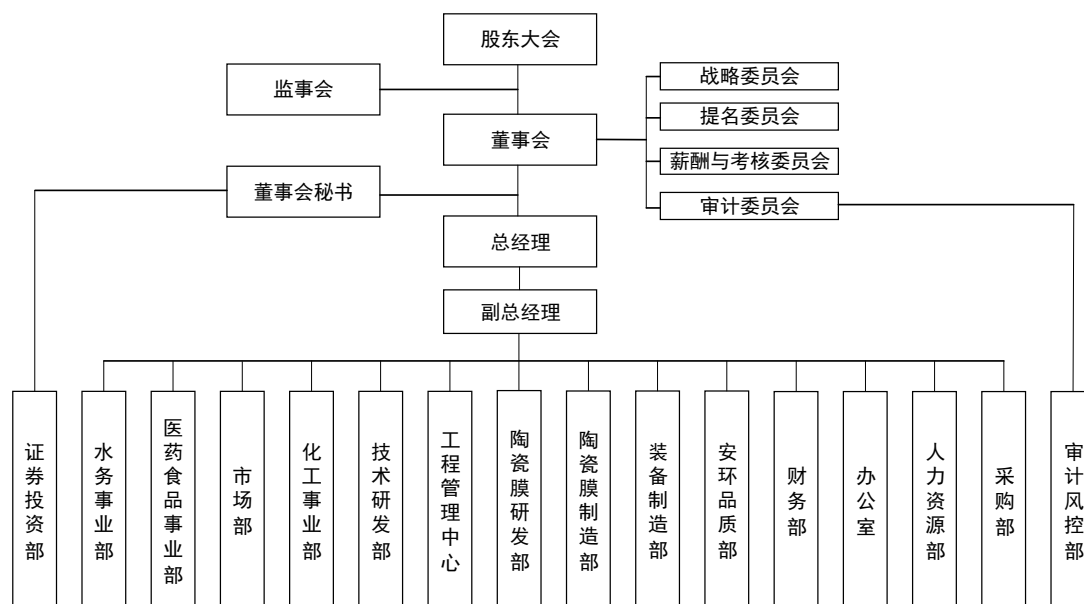 股东大会
监事会
战略委员会
提名委员会
董事会
薪酬与考核委员会
董事会秘书
审计委员会
总经理
副总经理
证券投资部
水务事业部
医药食品事业部
市场部
化工事业部
技术研发部
工程管理中心
陶瓷膜研发部
陶瓷膜制造部
装备制造部
安环品质部
财务部
办公室
人力资源部
采购部
审计风控部